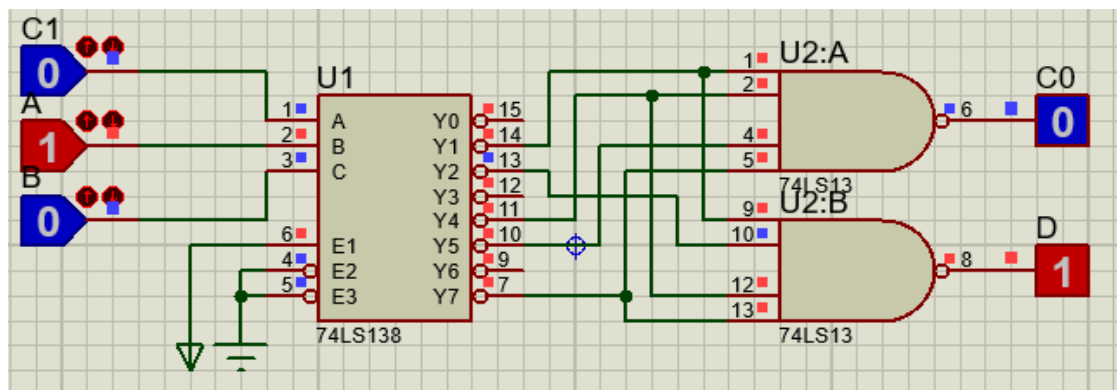 C1
0
A
1
B
0
U1
1 A
2 B
3 C
6 E1
4 E2
5 E3
Y0 15
Y1 14
Y2 13
Y3 12
Y4 11
Y5 10
Y6 9
Y7 7
74LS138
U2:A
1
2
4
5
6
74LS13
C0
0
U2:B
9
10
12
13
8
74LS13
D
1